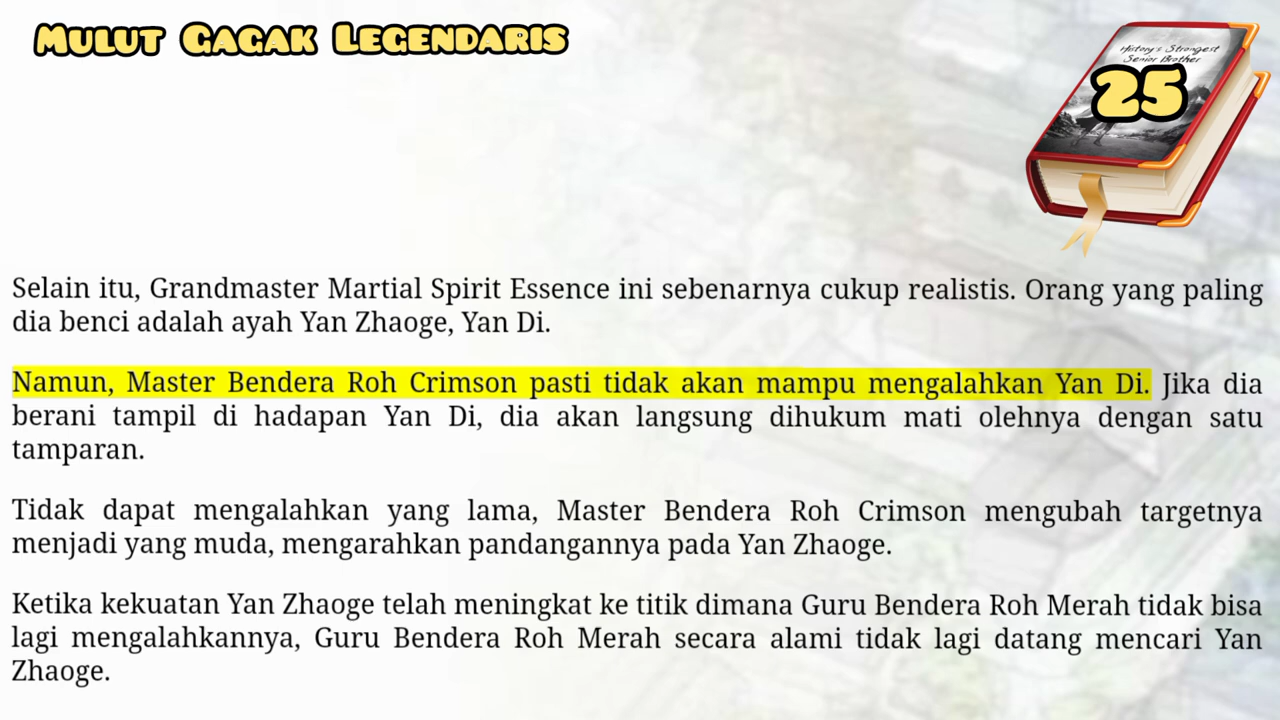 Mulut Gagak Legendaris
History's Strongest
Senior Brother
25
Selain itu, Grandmaster Martial Spirit Essence ini sebenarnya cukup realistis. Orang yang paling
dia benci adalah ayah Yan Zhaoge, Yan Di.
Namun, Master Bendera Roh Crimson pasti tidak akan mampu mengalahkan Yan Di. Jika dia
berani tampil di hadapan Yan Di, dia akan langsung dihukum mati olehnya dengan satu
tamparan.
Tidak dapat mengalahkan yang lama, Master Bendera Roh Crimson mengubah targetnya
menjadi yang muda, mengarahkan pandangannya pada Yan Zhaoge.
Ketika kekuatan Yan Zhaoge telah meningkat ke titik dimana Guru Bendera Roh Merah tidak bisa
lagi mengalahkannya, Guru Bendera Roh Merah secara alami tidak lagi datang mencari Yan
Zhaoge.